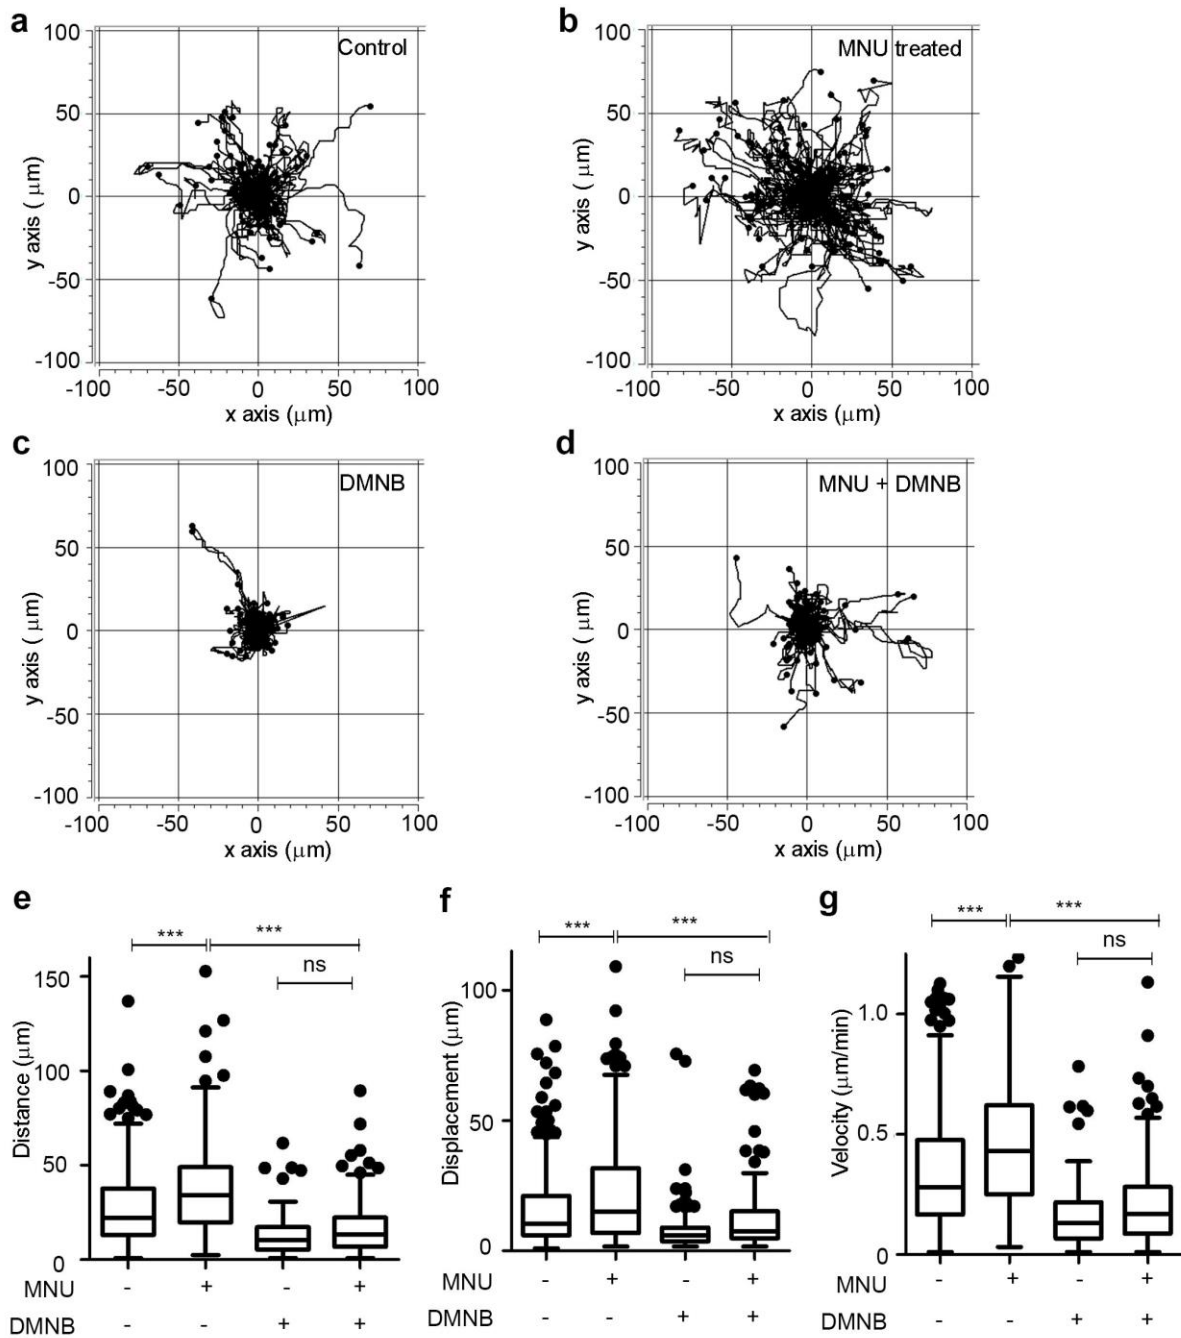 a
Control
100
50
0
-50
-100
y axis ( μm)
-100 -50 0 50 100
x axis (μm)
b
MNU treated
100
50
0
-50
-100
y axis ( μm)
-100 -50 0 50 100
x axis (μm)
c
DMNB
100
50
0
-50
-100
y axis ( μm)
-100 -50 0 50 100
x axis (μm)
d
MNU + DMNB
100
50
0
-50
-100
y axis ( μm)
-100 -50 0 50 100
x axis (μm)
e
*** ***
ns
150
100
50
0
Distance (μm)
MNU - + - +
DMNB - - + +
f
*** ***
ns
100
50
0
Displacement (μm)
- + - +
- - + +
g
*** ***
ns
1.0
0.5
0
Velocity (μm/min)
- + - +
- - + +